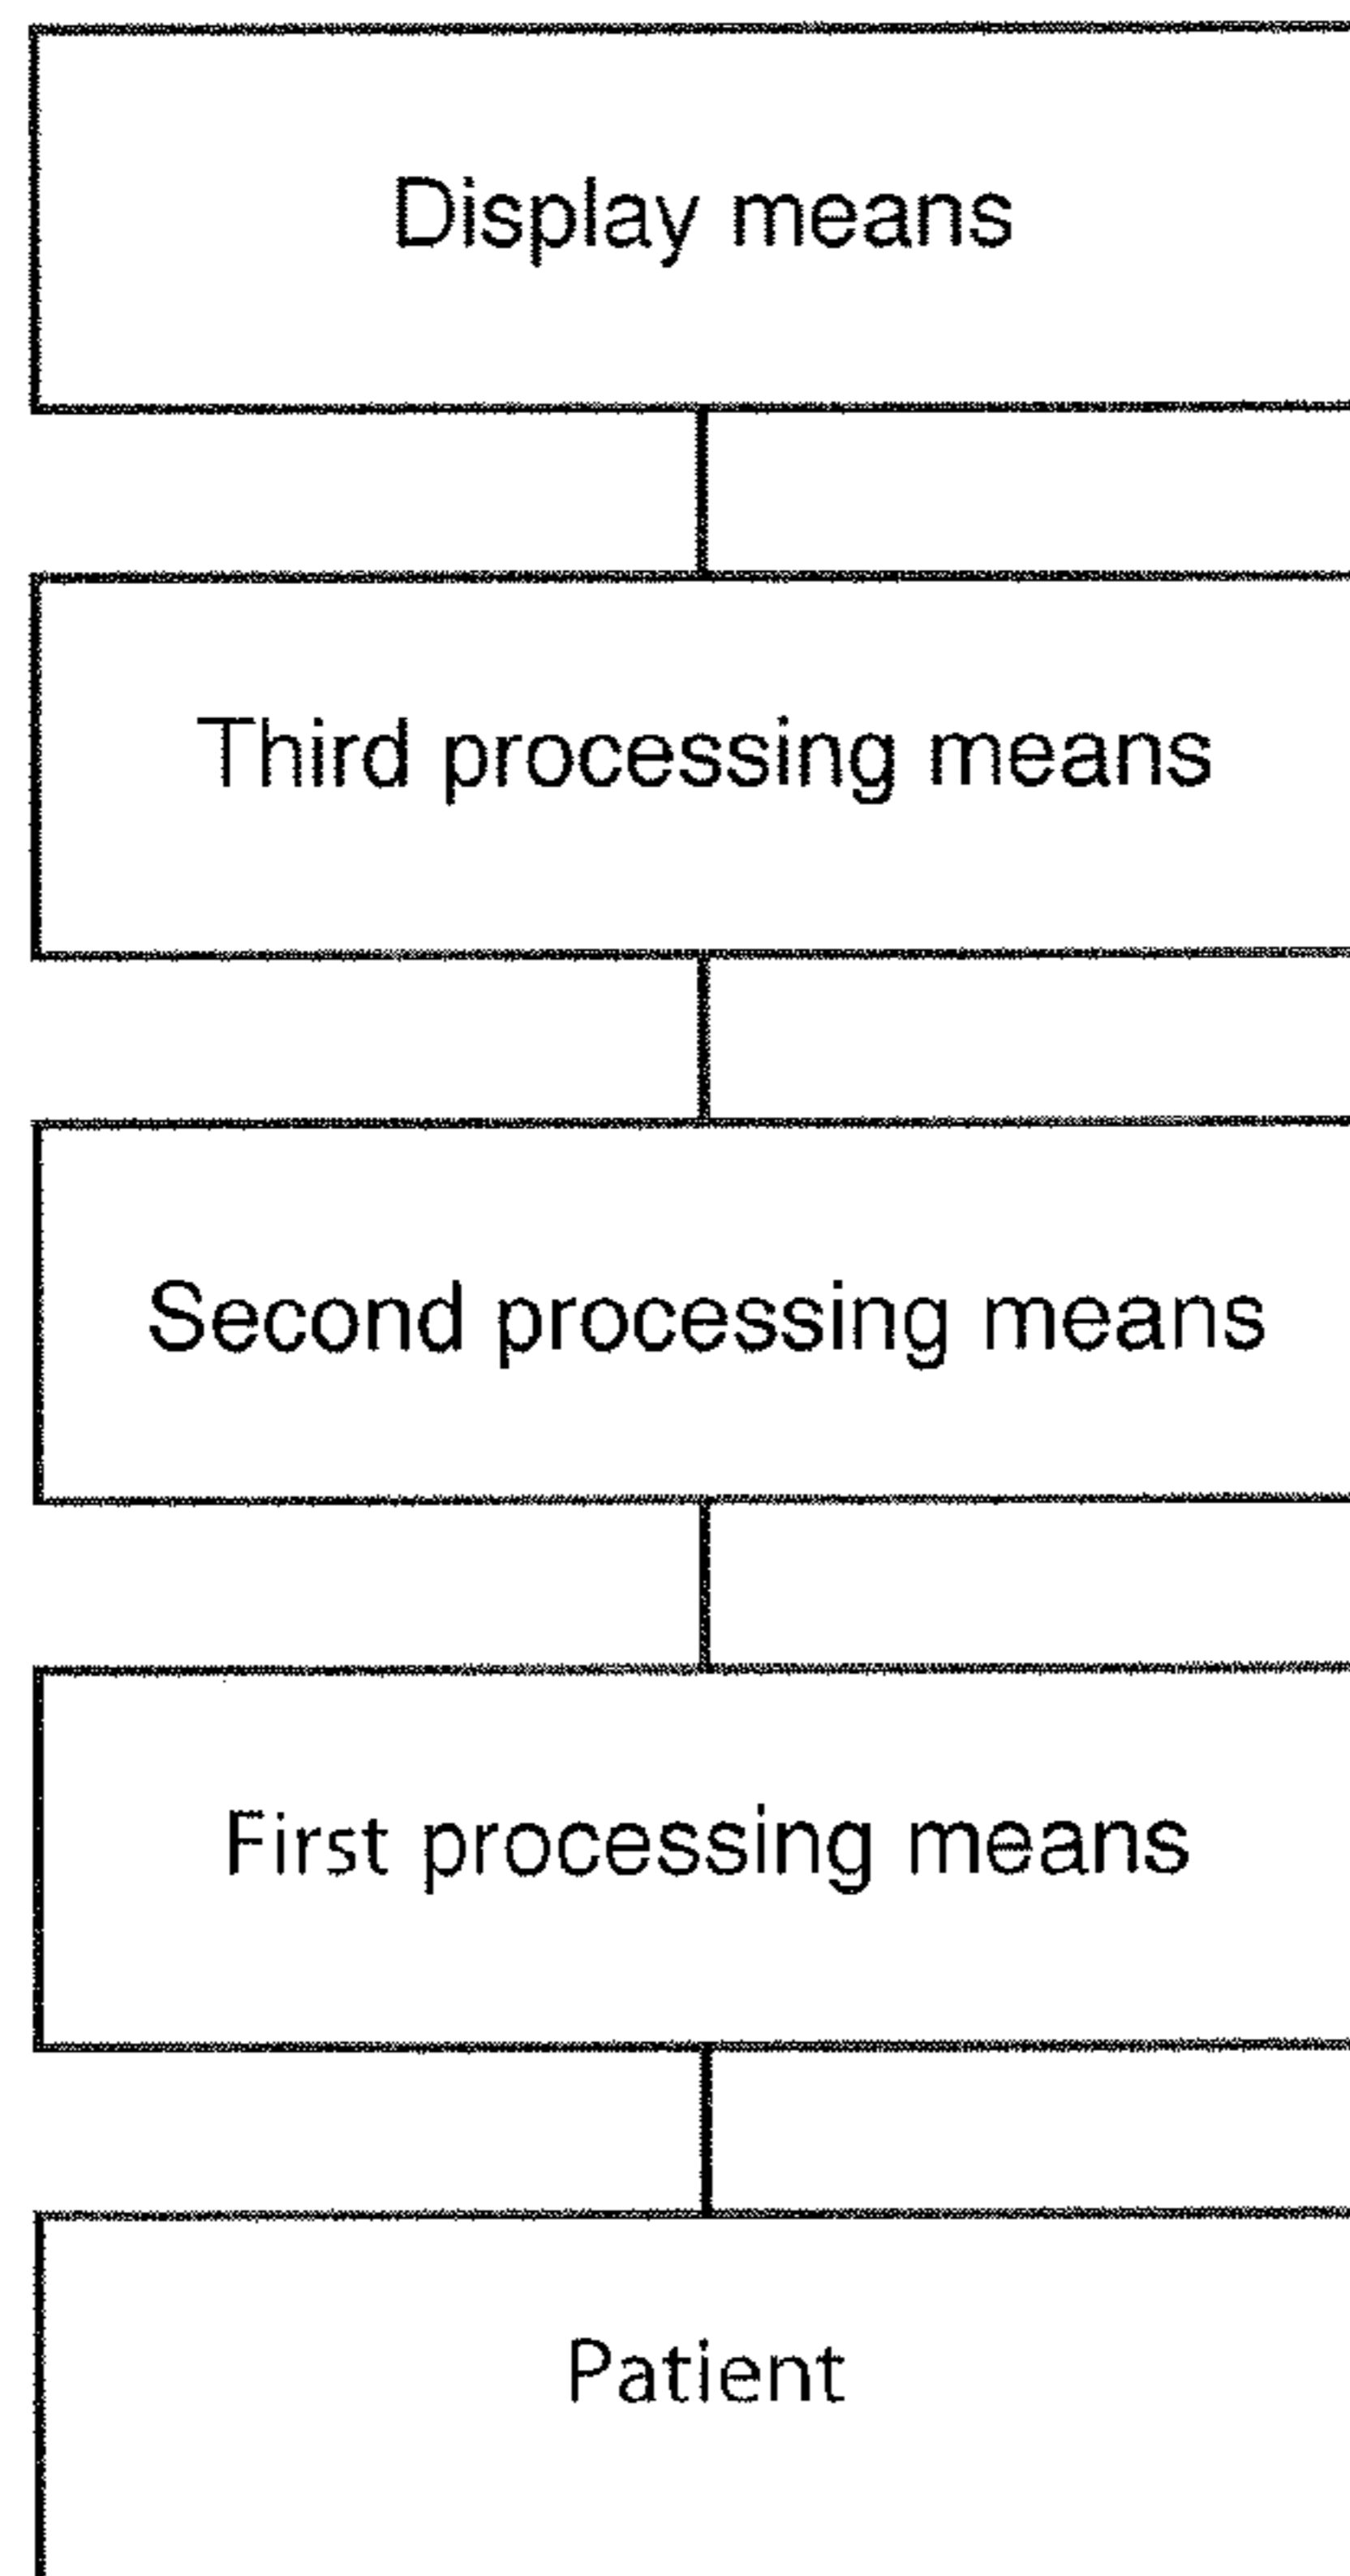 Display means
Third processing means
Second processing means
First processing means
Patient